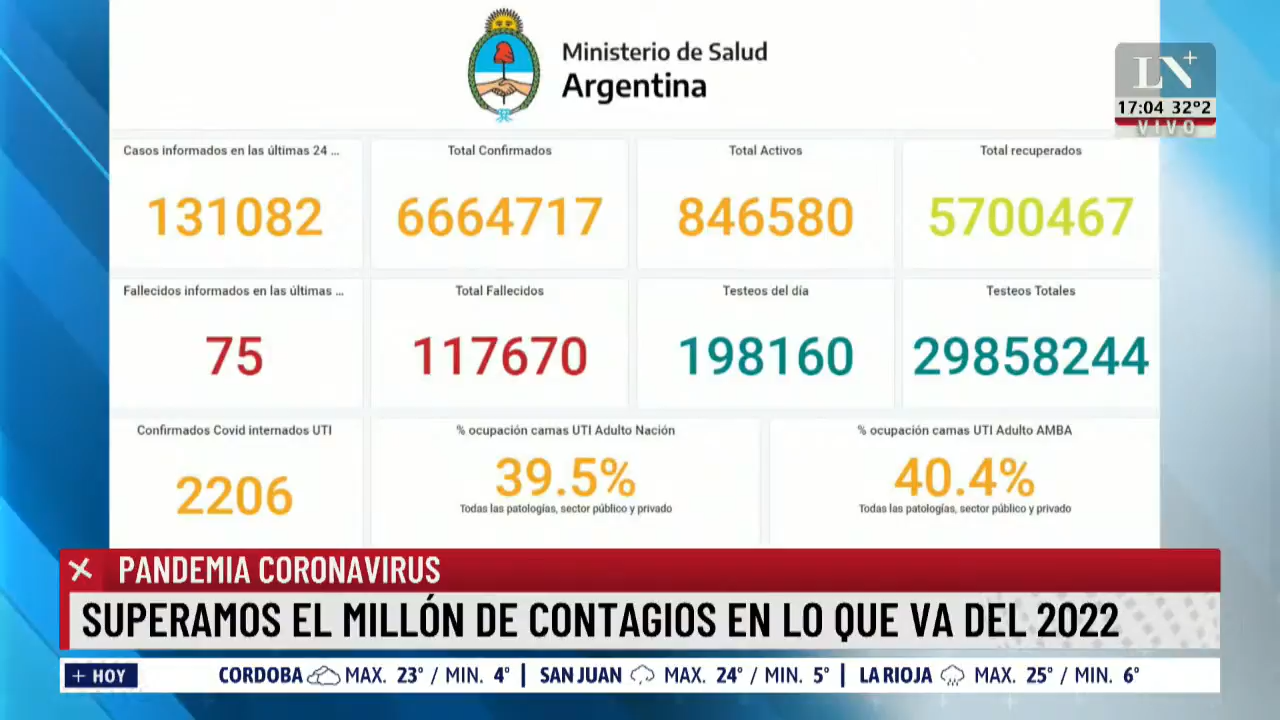 Ministerio de Salud
Argentina
LN+
17:04 32°2
VIVO
Casos informados en las últimas 24 ...
Total Confirmados
Total Activos
Total recuperados
131082
6664717
846580
5700467
Fallecidos informados en las últimas ...
Total Fallecidos
Testeos del día
Testeos Totales
75
117670
198160
29858244
Confirmados Covid internados UTI
% ocupación camas UTI Adulto Nación
% ocupación camas UTI Adulto AMBA
2206
39.5%
40.4%
Todas las patologías, sector público y privado
Todas las patologías, sector público y privado
PANDEMIA CORONAVIRUS
SUPERAMOS EL MILLÓN DE CONTAGIOS EN LO QUE VA DEL 2022
+ HOY CORDOBA MAX. 23° / MIN. 4° | SAN JUAN MAX. 24° / MIN. 5° | LA RIOJA MAX. 25° / MIN. 6°